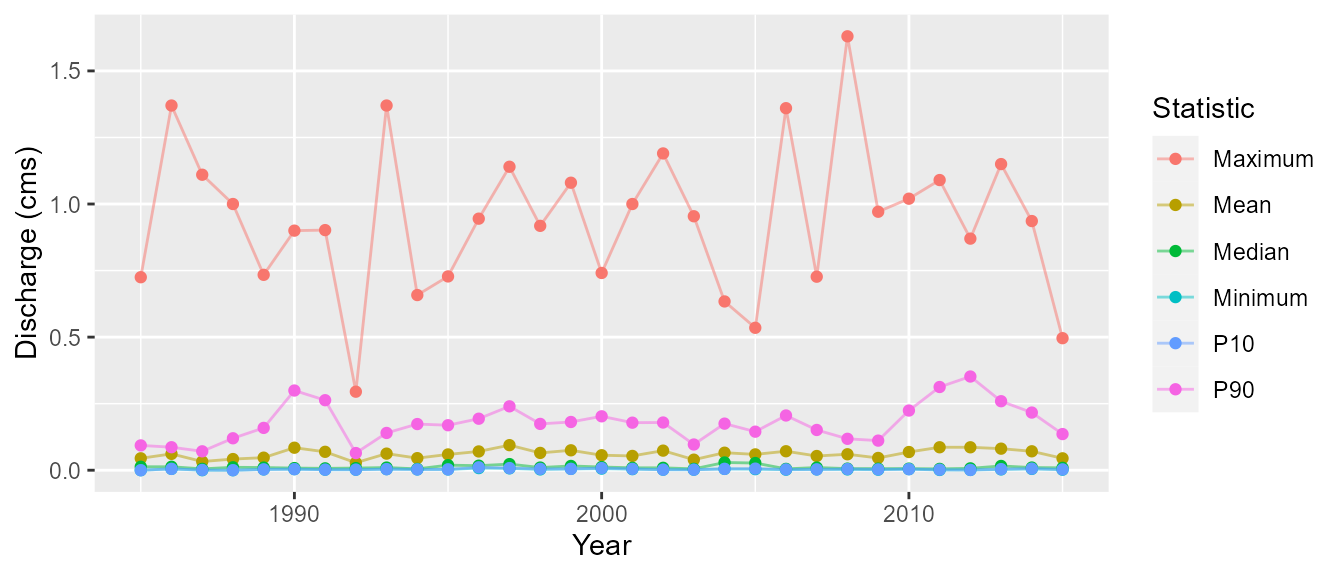 Discharge (cms)
1.5
1.0
0.5
0.0
1990
2000
2010
Year
Statistic
Maximum
Mean
Median
Minimum
P10
P90